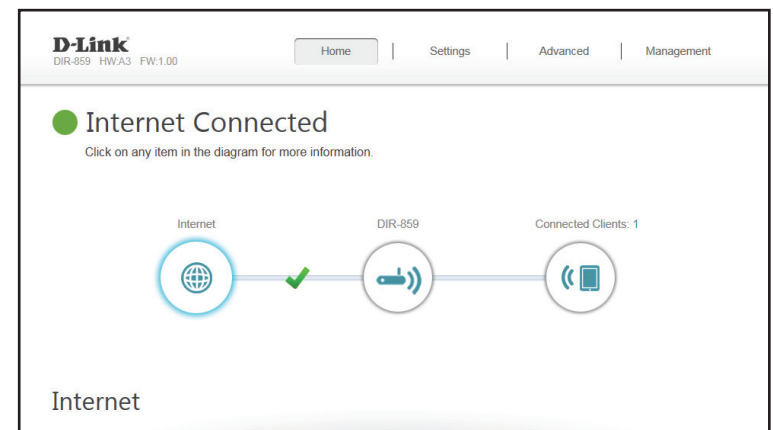 D-Link
DIR-859 HW:A3 FW:1.00
Home | Settings | Advanced | Management
Internet Connected
Click on any item in the diagram for more information.
Internet DIR-859 Connected Clients: 1
Internet